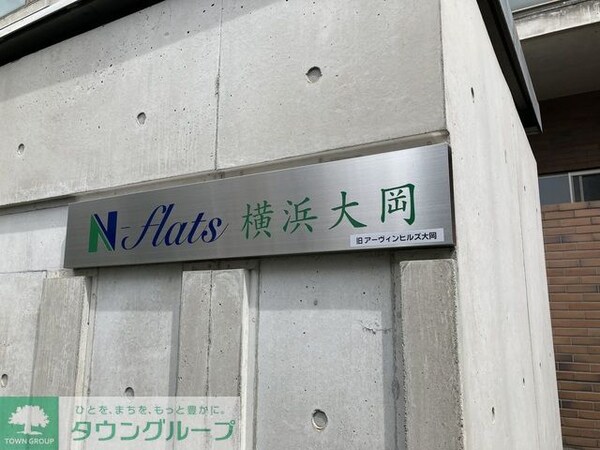 N-flats 横浜大岡
旧 アーヴィンヒルズ大岡
ひとを、まちを、もっと豊かに。
タウングループ
TOWN GROUP